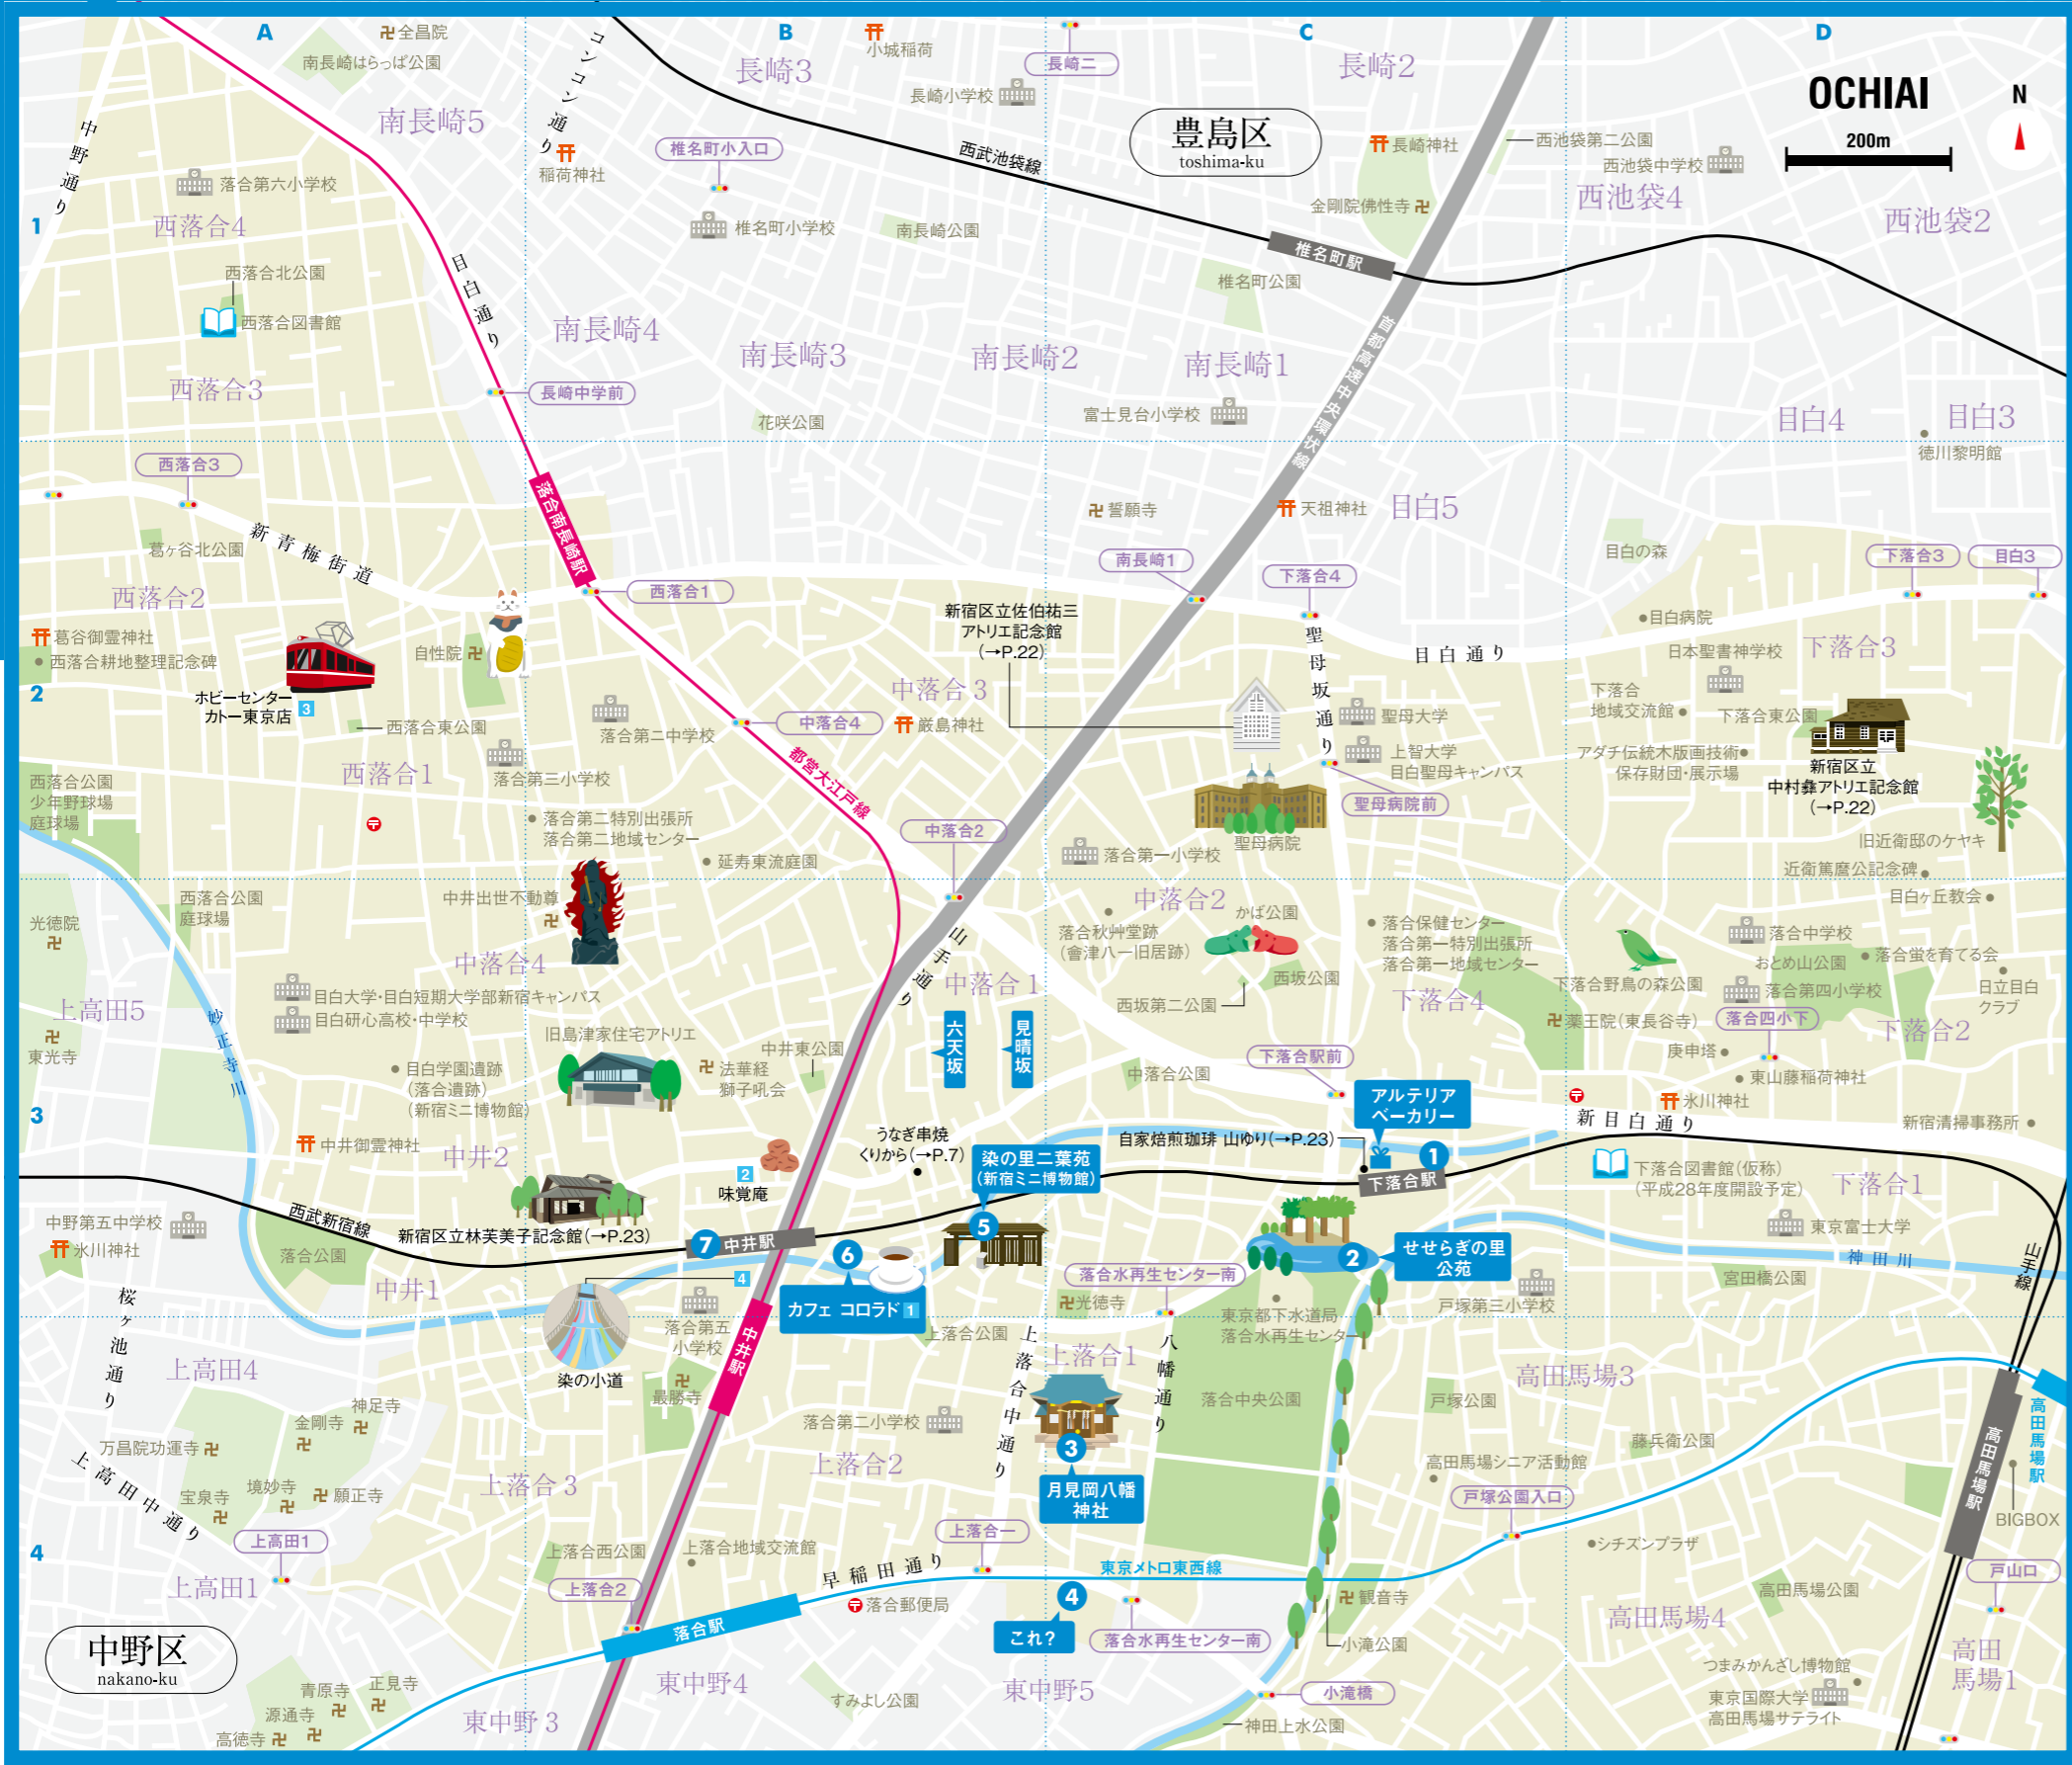 A
B
C
D
1
2
3
4
OCHIAI
200m
N
豊島区
toshima-ku
中野区
nakano-ku
全昌院
南長崎はらっぱ公園
南長崎5
コンコン通り
長崎3
小城稲荷
長崎小学校
長崎二
長崎2
中野通り
落合第六小学校
西落合4
稲荷神社
椎名町小入口
椎名町小学校
南長崎公園
西武池袋線
長崎神社
金剛院佛性寺
西池袋第二公園
西池袋中学校
西池袋4
西池袋2
椎名町駅
椎名町公園
西落合北公園
西落合図書館
目白通り
西落合3
長崎中学前
南長崎4
南長崎3
南長崎2
南長崎1
花咲公園
富士見台小学校
首都高速中央環状線
目白4
目白3
徳川黎明館
西落合3
新青梅街道
葛ヶ谷北公園
西落合2
落合南長崎駅
西落合1
誓願寺
天祖神社
目白5
南長崎1
下落合4
目白の森
下落合3
目白3
葛谷御霊神社
西落合耕地整理記念碑
ホビーセンター
カトー東京店
3
自性院
西落合東公園
西落合1
落合第二中学校
落合第三小学校
中落合4
中落合3
厳島神社
都営大江戸線
新宿区立佐伯祐三
アトリエ記念館
(→P.22)
聖母坂通り
目白通り
聖母大学
上智大学
目白聖母キャンパス
聖母病院前
聖母病院
目白病院
日本聖書神学校
下落合3
下落合
地域交流館
下落合東公園
アダチ伝統木版画技術
保存財団・展示場
新宿区立
中村彝アトリエ記念館
(→P.22)
旧近衛邸のケヤキ
近衛篤麿公記念碑
西落合公園
少年野球場
庭球場
落合第二特別出張所
落合第二地域センター
延寿東流庭園
中落合2
落合第一小学校
光徳院
西落合公園
庭球場
中井出世不動尊
中落合4
上高田5
東光寺
妙正寺川
目白大学・目白短期大学部新宿キャンパス
目白研心高校・中学校
目白学園遺跡
(落合遺跡)
(新宿ミニ博物館)
旧島津家住宅アトリエ
法華経
獅子吼会
中井東公園
山手通り
中落合1
六天坂
見晴坂
中落合2
かば公園
落合秋艸堂跡
(會津八一旧居跡)
西坂公園
西坂第二公園
落合保健センター
落合第一特別出張所
落合第一地域センター
下落合4
下落合駅前
中落合公園
目白ヶ丘教会
落合中学校
おとめ山公園
落合蛍を育てる会
下落合野鳥の森公園
落合第四小学校
日立目白
クラブ
薬王院(東長谷寺)
落合四小下
下落合2
庚申塔
東山藤稲荷神社
氷川神社
新目白通り
新宿清掃事務所
中井御霊神社
中井2
2
味覚庵
うなぎ串焼
くりから(→P.7)
染の里二葉苑
(新宿ミニ博物館)
5
自家焙煎珈琲 山ゆり(→P.23)
アルテリア
ベーカリー
1
下落合駅
下落合図書館(仮称)
(平成28年度開設予定)
下落合1
中野第五中学校
氷川神社
西武新宿線
落合公園
新宿区立林芙美子記念館(→P.23)
7
中井駅
6
カフェ コロラド 1
中井1
4
染の小道
落合第五
小学校
中井駅
上落合公園
落合水再生センター南
光徳寺
東京都下水道局
落合水再生センター
2
せせらぎの里
公苑
戸塚第三小学校
東京富士大学
神田川
宮田橋公園
山手線
桜ヶ池通り
上高田4
神足寺
金剛寺
万昌院功運寺
上高田中通り
宝泉寺
境妙寺
願正寺
上高田1
上高田1
最勝寺
落合第二小学校
上落合2
上落合3
上落合中通り
上落合1
八幡通り
3
月見岡八幡
神社
落合中央公園
戸塚公園
高田馬場3
藤兵衛公園
高田馬場シニア活動館
戸塚公園入口
高田馬場駅
高田馬場駅
BIGBOX
シチズンプラザ
戸山口
上落合西公園
上落合地域交流館
上落合2
落合駅
早稲田通り
上落合一
落合郵便局
東京メトロ東西線
4
これ?
落合水再生センター南
観音寺
小滝公園
高田馬場公園
高田馬場4
高田
馬場1
東中野4
すみよし公園
東中野5
小滝橋
神田上水公園
つまみかんざし博物館
東京国際大学
高田馬場サテライト
青原寺
正見寺
源通寺
高徳寺
東中野3